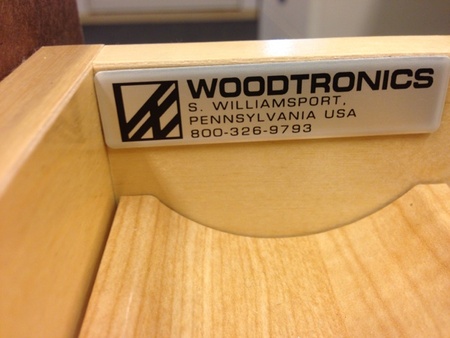 WOODTRONICS
S. WILLIAMSPORT,
PENNSYLVANIA USA
800-326-9793